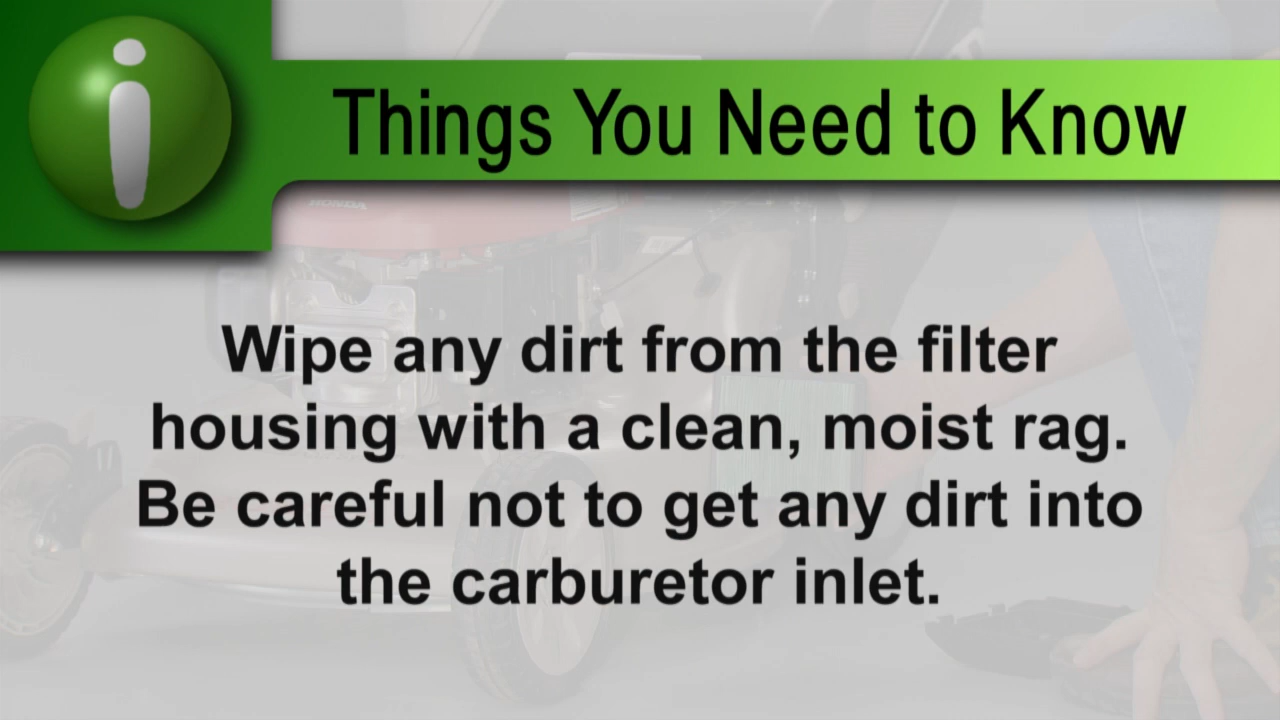 Things You Need to Know
HONDA
Wipe any dirt from the filter
housing with a clean, moist rag.
Be careful not to get any dirt into
the carburetor inlet.